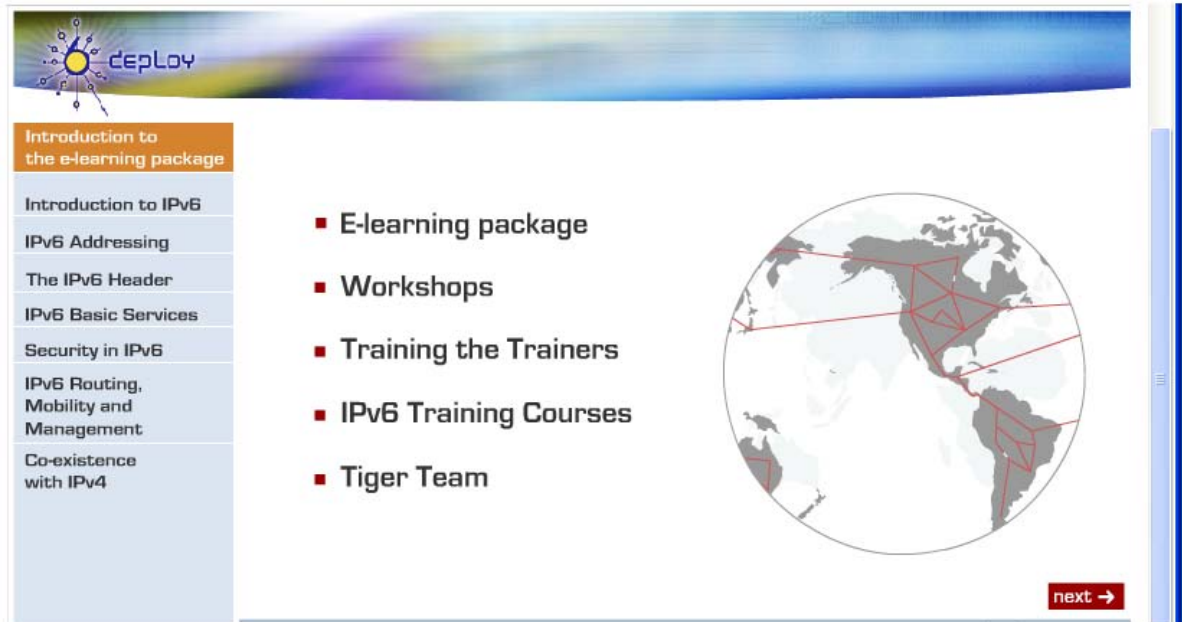 6
depLoy
Introduction to
the e-learning package
Introduction to IPv6
IPv6 Addressing
The IPv6 Header
IPv6 Basic Services
Security in IPv6
IPv6 Routing,
Mobility and
Management
Co-existence
with IPv4
E-learning package
Workshops
Training the Trainers
IPv6 Training Courses
Tiger Team
next →